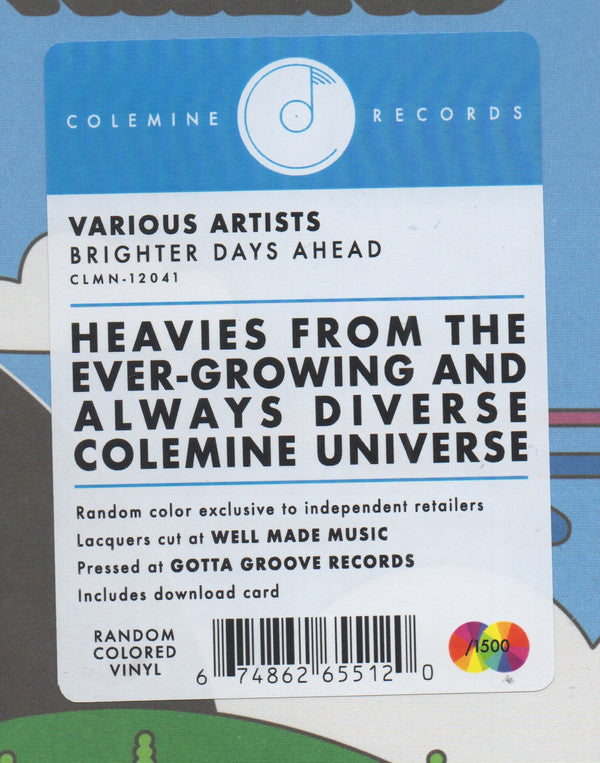 COLEMINE RECORDS
VARIOUS ARTISTS
BRIGHTER DAYS AHEAD
CLMN-12041
HEAVIES FROM THE
EVER-GROWING AND
ALWAYS DIVERSE
COLEMINE UNIVERSE
Random color exclusive to independent retailers
Lacquers cut at WELL MADE MUSIC
Pressed at GOTTA GROOVE RECORDS
Includes download card
RANDOM
COLORED
VINYL
6 74862 65512 0
/1500